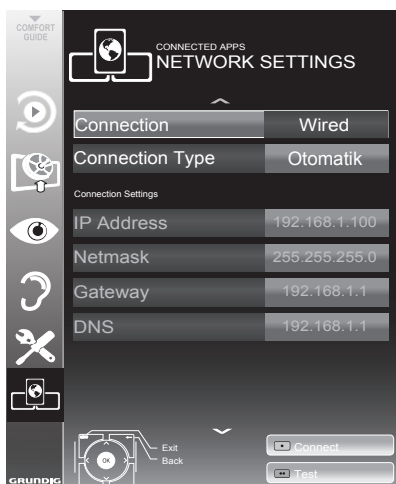 COMFORT
GUIDE
CONNECTED APPS
NETWORK SETTINGS
Connection Wired
Connection Type Otomatik
Connection Settings
IP Address 192.168.1.100
Netmask 255.255.255.0
Gateway 192.168.1.1
DNS 192.168.1.1
Exit
Back
OK
Connect
Test
GRUNDIG